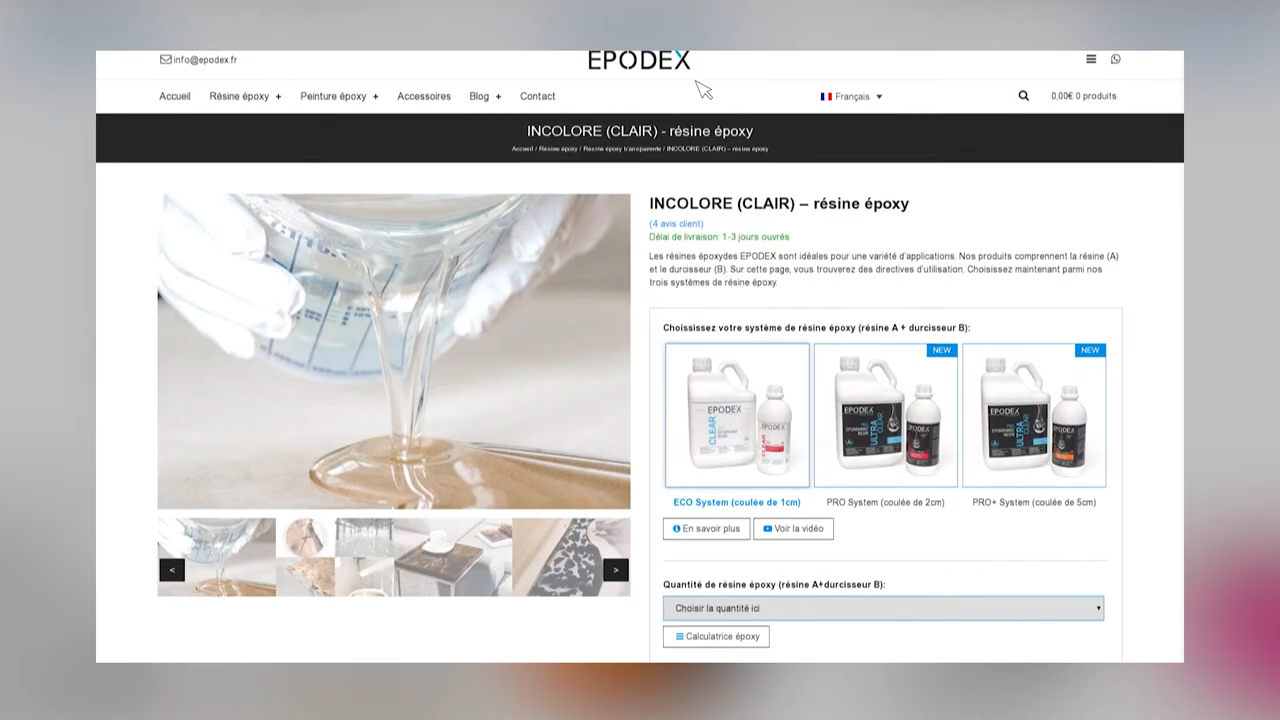 info@epodex.fr
EPODEX
Accueil Résine époxy + Peinture époxy + Accessoires Blog + Contact Français 0,00€ 0 produits
INCOLORE (CLAIR) - résine époxy
Accueil / Résine époxy / Résine époxy transparente / INCOLORE (CLAIR) – résine époxy
INCOLORE (CLAIR) – résine époxy
(4 avis client)
Délai de livraison: 1-3 jours ouvrés
Les résines époxydes EPODEX sont idéales pour une variété d'applications. Nos produits comprennent la résine (A)
et le durcisseur (B). Sur cette page, vous trouverez des directives d'utilisation. Choisissez maintenant parmi nos
trois systèmes de résine époxy.
Choississez votre système de résine époxy (résine A + durcisseur B):
NEW NEW
EPODEX CLEAR EPODEX
EPODEX ULTRA CLEAR EPODEX
EPODEX ULTRA CLEAR EPODEX
ECO System (coulée de 1cm) PRO System (coulée de 2cm) PRO+ System (coulée de 5cm)
En savoir plus Voir la vidéo
< >
Quantité de résine époxy (résine A+durcisseur B):
Choisir la quantité ici
Calculatrice époxy